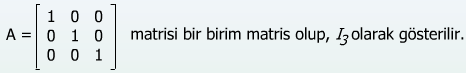 1 0 0
A = 0 1 0 matrisi bir birim matris olup, I₃ olarak gösterilir.
0 0 1